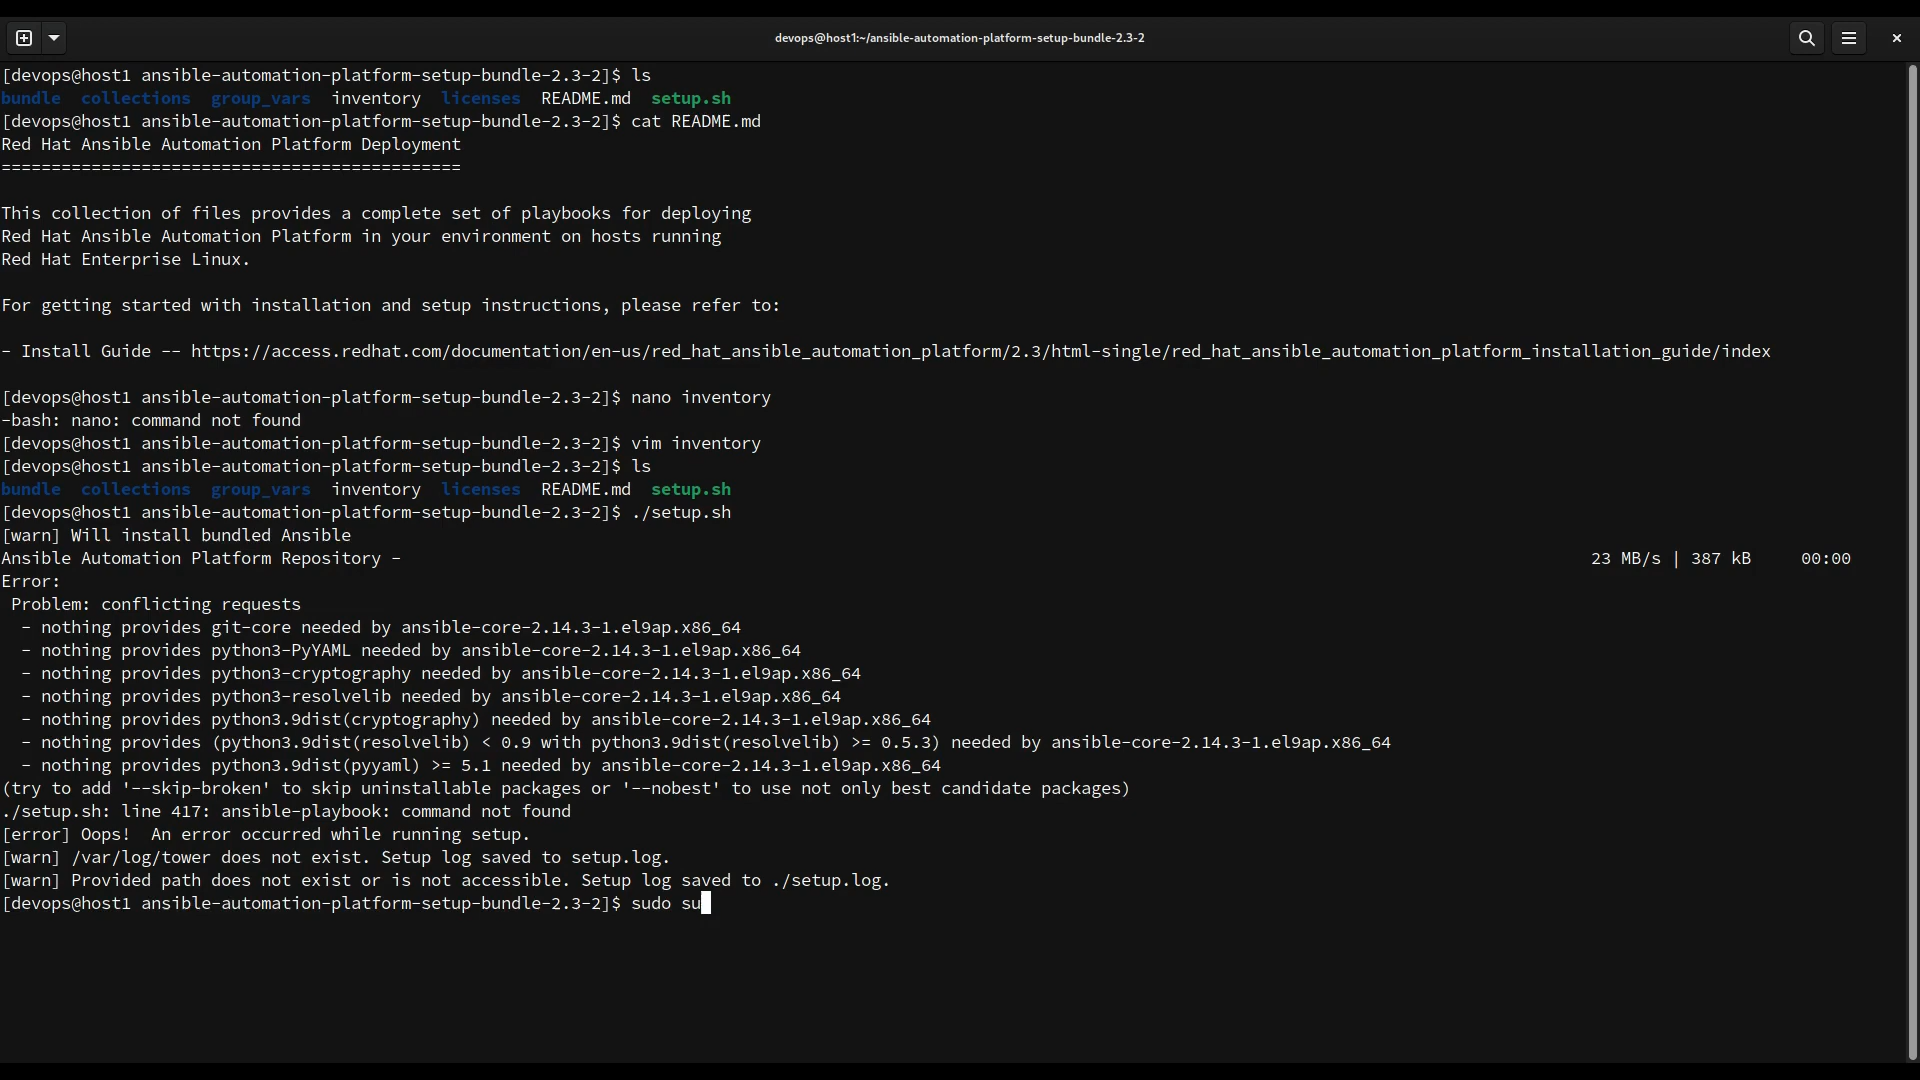 devops@host1:~/ansible-automation-platform-setup-bundle-2.3-2
[devops@host1 ansible-automation-platform-setup-bundle-2.3-2]$ ls
bundle  collections  group_vars  inventory  licenses  README.md  setup.sh
[devops@host1 ansible-automation-platform-setup-bundle-2.3-2]$ cat README.md
Red Hat Ansible Automation Platform Deployment
==============================================
This collection of files provides a complete set of playbooks for deploying
Red Hat Ansible Automation Platform in your environment on hosts running
Red Hat Enterprise Linux.
For getting started with installation and setup instructions, please refer to:
- Install Guide -- https://access.redhat.com/documentation/en-us/red_hat_ansible_automation_platform/2.3/html-single/red_hat_ansible_automation_platform_installation_guide/index
[devops@host1 ansible-automation-platform-setup-bundle-2.3-2]$ nano inventory
-bash: nano: command not found
[devops@host1 ansible-automation-platform-setup-bundle-2.3-2]$ vim inventory
[devops@host1 ansible-automation-platform-setup-bundle-2.3-2]$ ls
bundle  collections  group_vars  inventory  licenses  README.md  setup.sh
[devops@host1 ansible-automation-platform-setup-bundle-2.3-2]$ ./setup.sh
[warn] Will install bundled Ansible
Ansible Automation Platform Repository -    23 MB/s | 387 kB     00:00
Error:
 Problem: conflicting requests
  - nothing provides git-core needed by ansible-core-2.14.3-1.el9ap.x86_64
  - nothing provides python3-PyYAML needed by ansible-core-2.14.3-1.el9ap.x86_64
  - nothing provides python3-cryptography needed by ansible-core-2.14.3-1.el9ap.x86_64
  - nothing provides python3-resolvelib needed by ansible-core-2.14.3-1.el9ap.x86_64
  - nothing provides python3.9dist(cryptography) needed by ansible-core-2.14.3-1.el9ap.x86_64
  - nothing provides (python3.9dist(resolvelib) < 0.9 with python3.9dist(resolvelib) >= 0.5.3) needed by ansible-core-2.14.3-1.el9ap.x86_64
  - nothing provides python3.9dist(pyyaml) >= 5.1 needed by ansible-core-2.14.3-1.el9ap.x86_64
(try to add '--skip-broken' to skip uninstallable packages or '--nobest' to use not only best candidate packages)
./setup.sh: line 417: ansible-playbook: command not found
[error] Oops!  An error occurred while running setup.
[warn] /var/log/tower does not exist. Setup log saved to setup.log.
[warn] Provided path does not exist or is not accessible. Setup log saved to ./setup.log.
[devops@host1 ansible-automation-platform-setup-bundle-2.3-2]$ sudo su